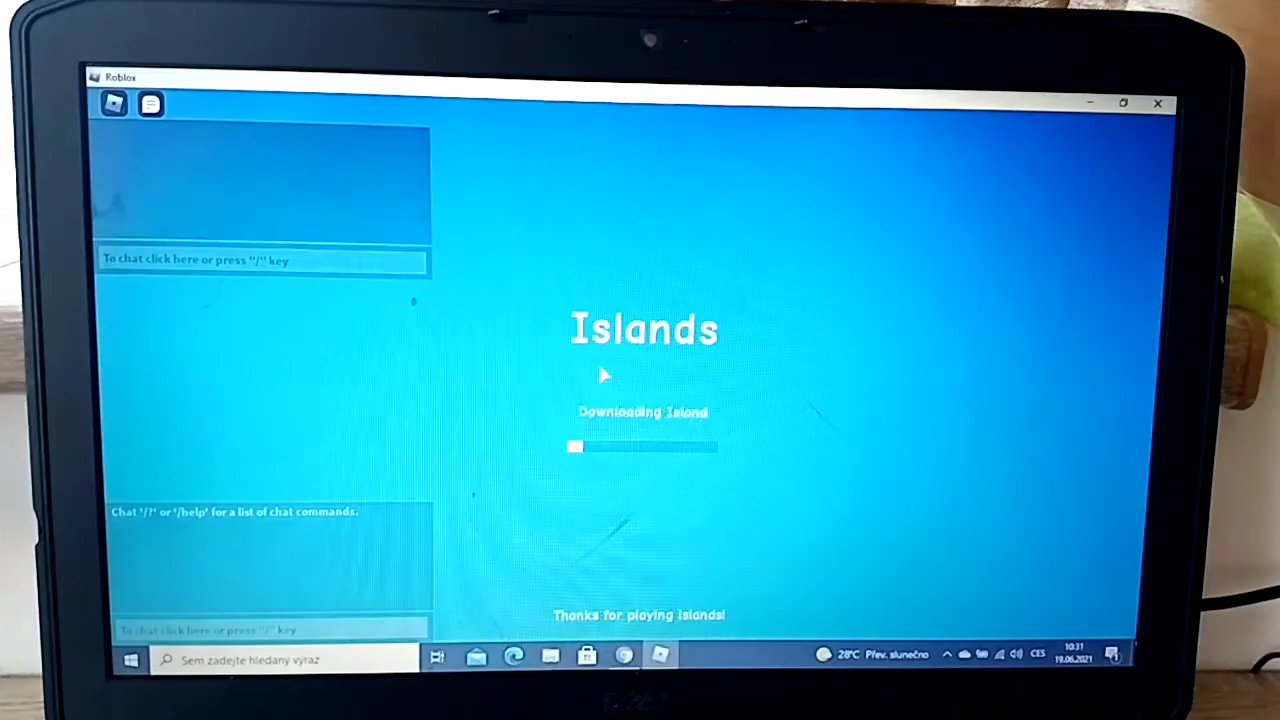 Roblox
To chat click here or press "/" key
Islands
Downloading Island
Chat '/?' or '/help' for a list of chat commands.
Thanks for playing Islands!
To chat click here or press "/" key
Sem zadejte hledaný výraz
28°C Přev. slunečno
CES
10:31
19.06.2021
1